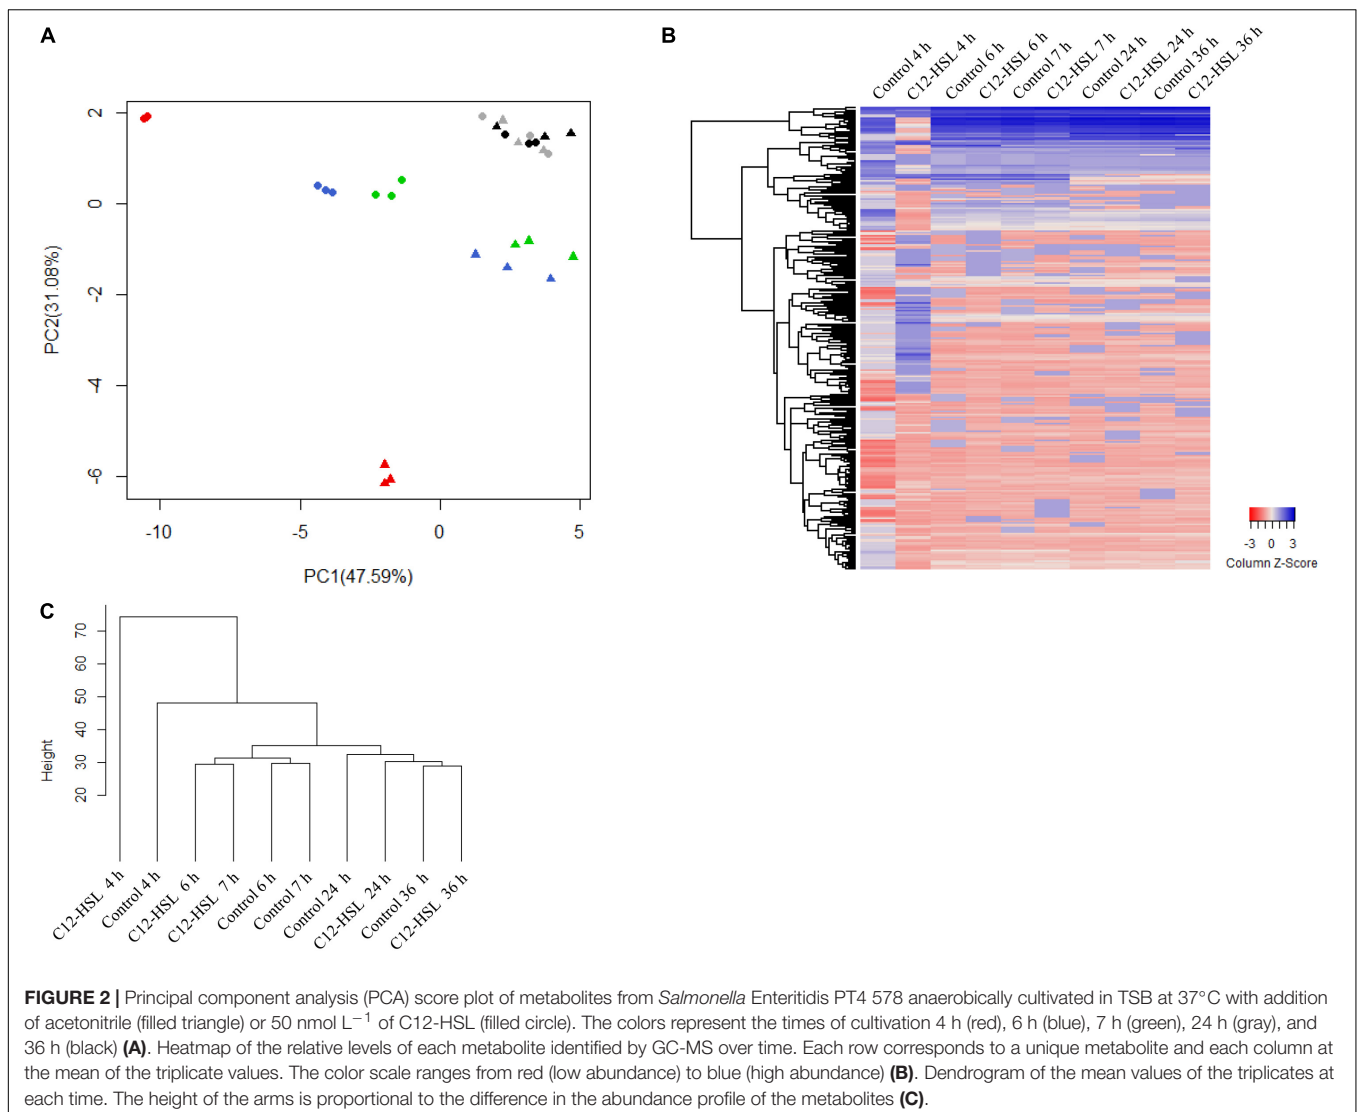 A
2
0
-2
-4
-6
PC2(31.08%)
-10
-5
0
5
PC1(47.59%)
B
Control 4 h
C12-HSL 4 h
Control 6 h
C12-HSL 6 h
Control 7 h
C12-HSL 7 h
Control 24 h
C12-HSL 24 h
Control 36 h
C12-HSL 36 h
-3 0 3
Column Z-Score
C
70
60
50
40
30
20
Height
C12-HSL 4 h
Control 4 h
C12-HSL 6 h
C12-HSL 7 h
Control 6 h
Control 7 h
Control 24 h
C12-HSL 24 h
Control 36 h
C12-HSL 36 h
FIGURE 2 | Principal component analysis (PCA) score plot of metabolites from Salmonella Enteritidis PT4 578 anaerobically cultivated in TSB at 37°C with addition
of acetonitrile (filled triangle) or 50 nmol L−1 of C12-HSL (filled circle). The colors represent the times of cultivation 4 h (red), 6 h (blue), 7 h (green), 24 h (gray), and
36 h (black) (A). Heatmap of the relative levels of each metabolite identified by GC-MS over time. Each row corresponds to a unique metabolite and each column at
the mean of the triplicate values. The color scale ranges from red (low abundance) to blue (high abundance) (B). Dendrogram of the mean values of the triplicates at
each time. The height of the arms is proportional to the difference in the abundance profile of the metabolites (C).